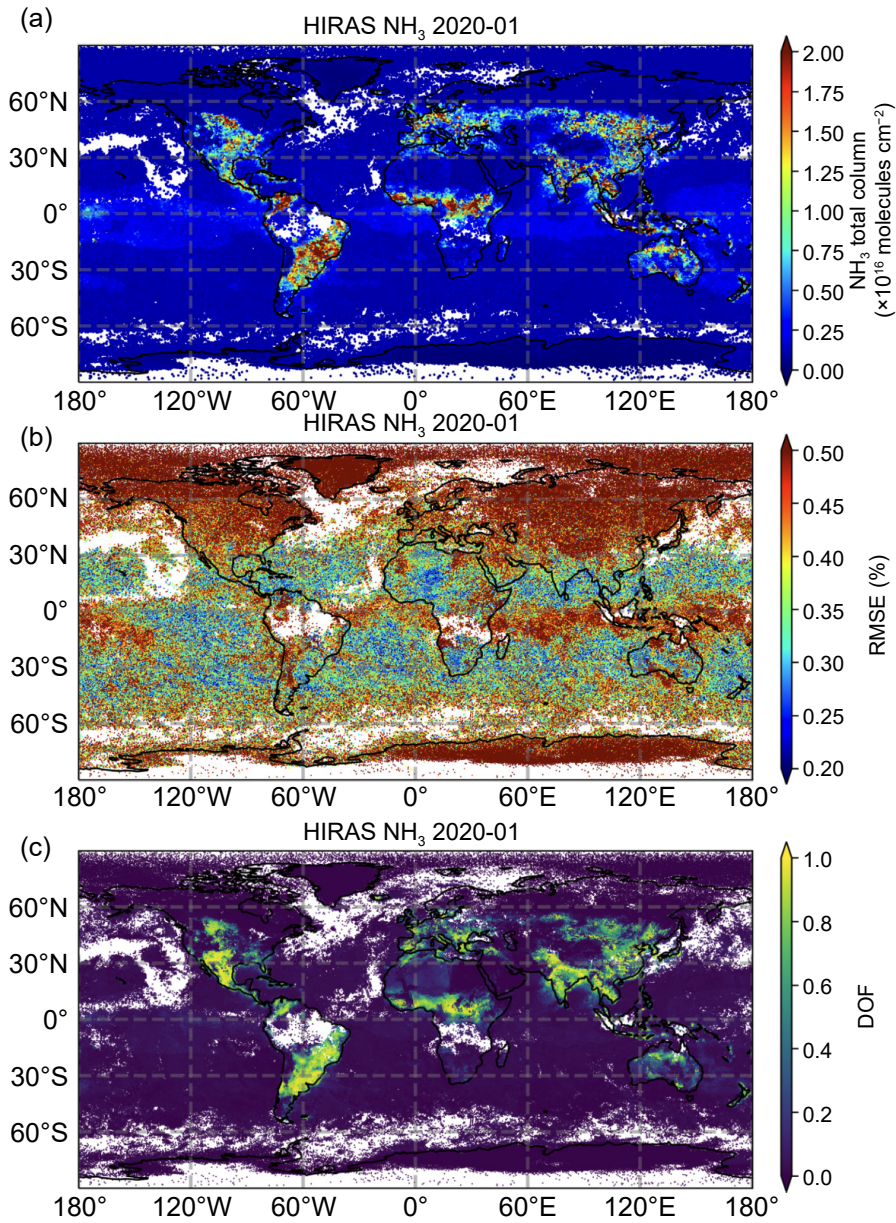 (a)
HIRAS NH₃ 2020-01
60°N
30°N
0°
30°S
60°S
180° 120°W 60°W 0° 60°E 120°E 180°
2.00
1.75
1.50
1.25
1.00
0.75
0.50
0.25
0.00
NH₃ total column
(×10¹⁶ molecules cm⁻²)
(b)
HIRAS NH₃ 2020-01
60°N
30°N
0°
30°S
60°S
180° 120°W 60°W 0° 60°E 120°E 180°
0.50
0.45
0.40
0.35
0.30
0.25
0.20
RMSE (%)
(c)
HIRAS NH₃ 2020-01
60°N
30°N
0°
30°S
60°S
180° 120°W 60°W 0° 60°E 120°E 180°
1.0
0.8
0.6
0.4
0.2
0.0
DOF